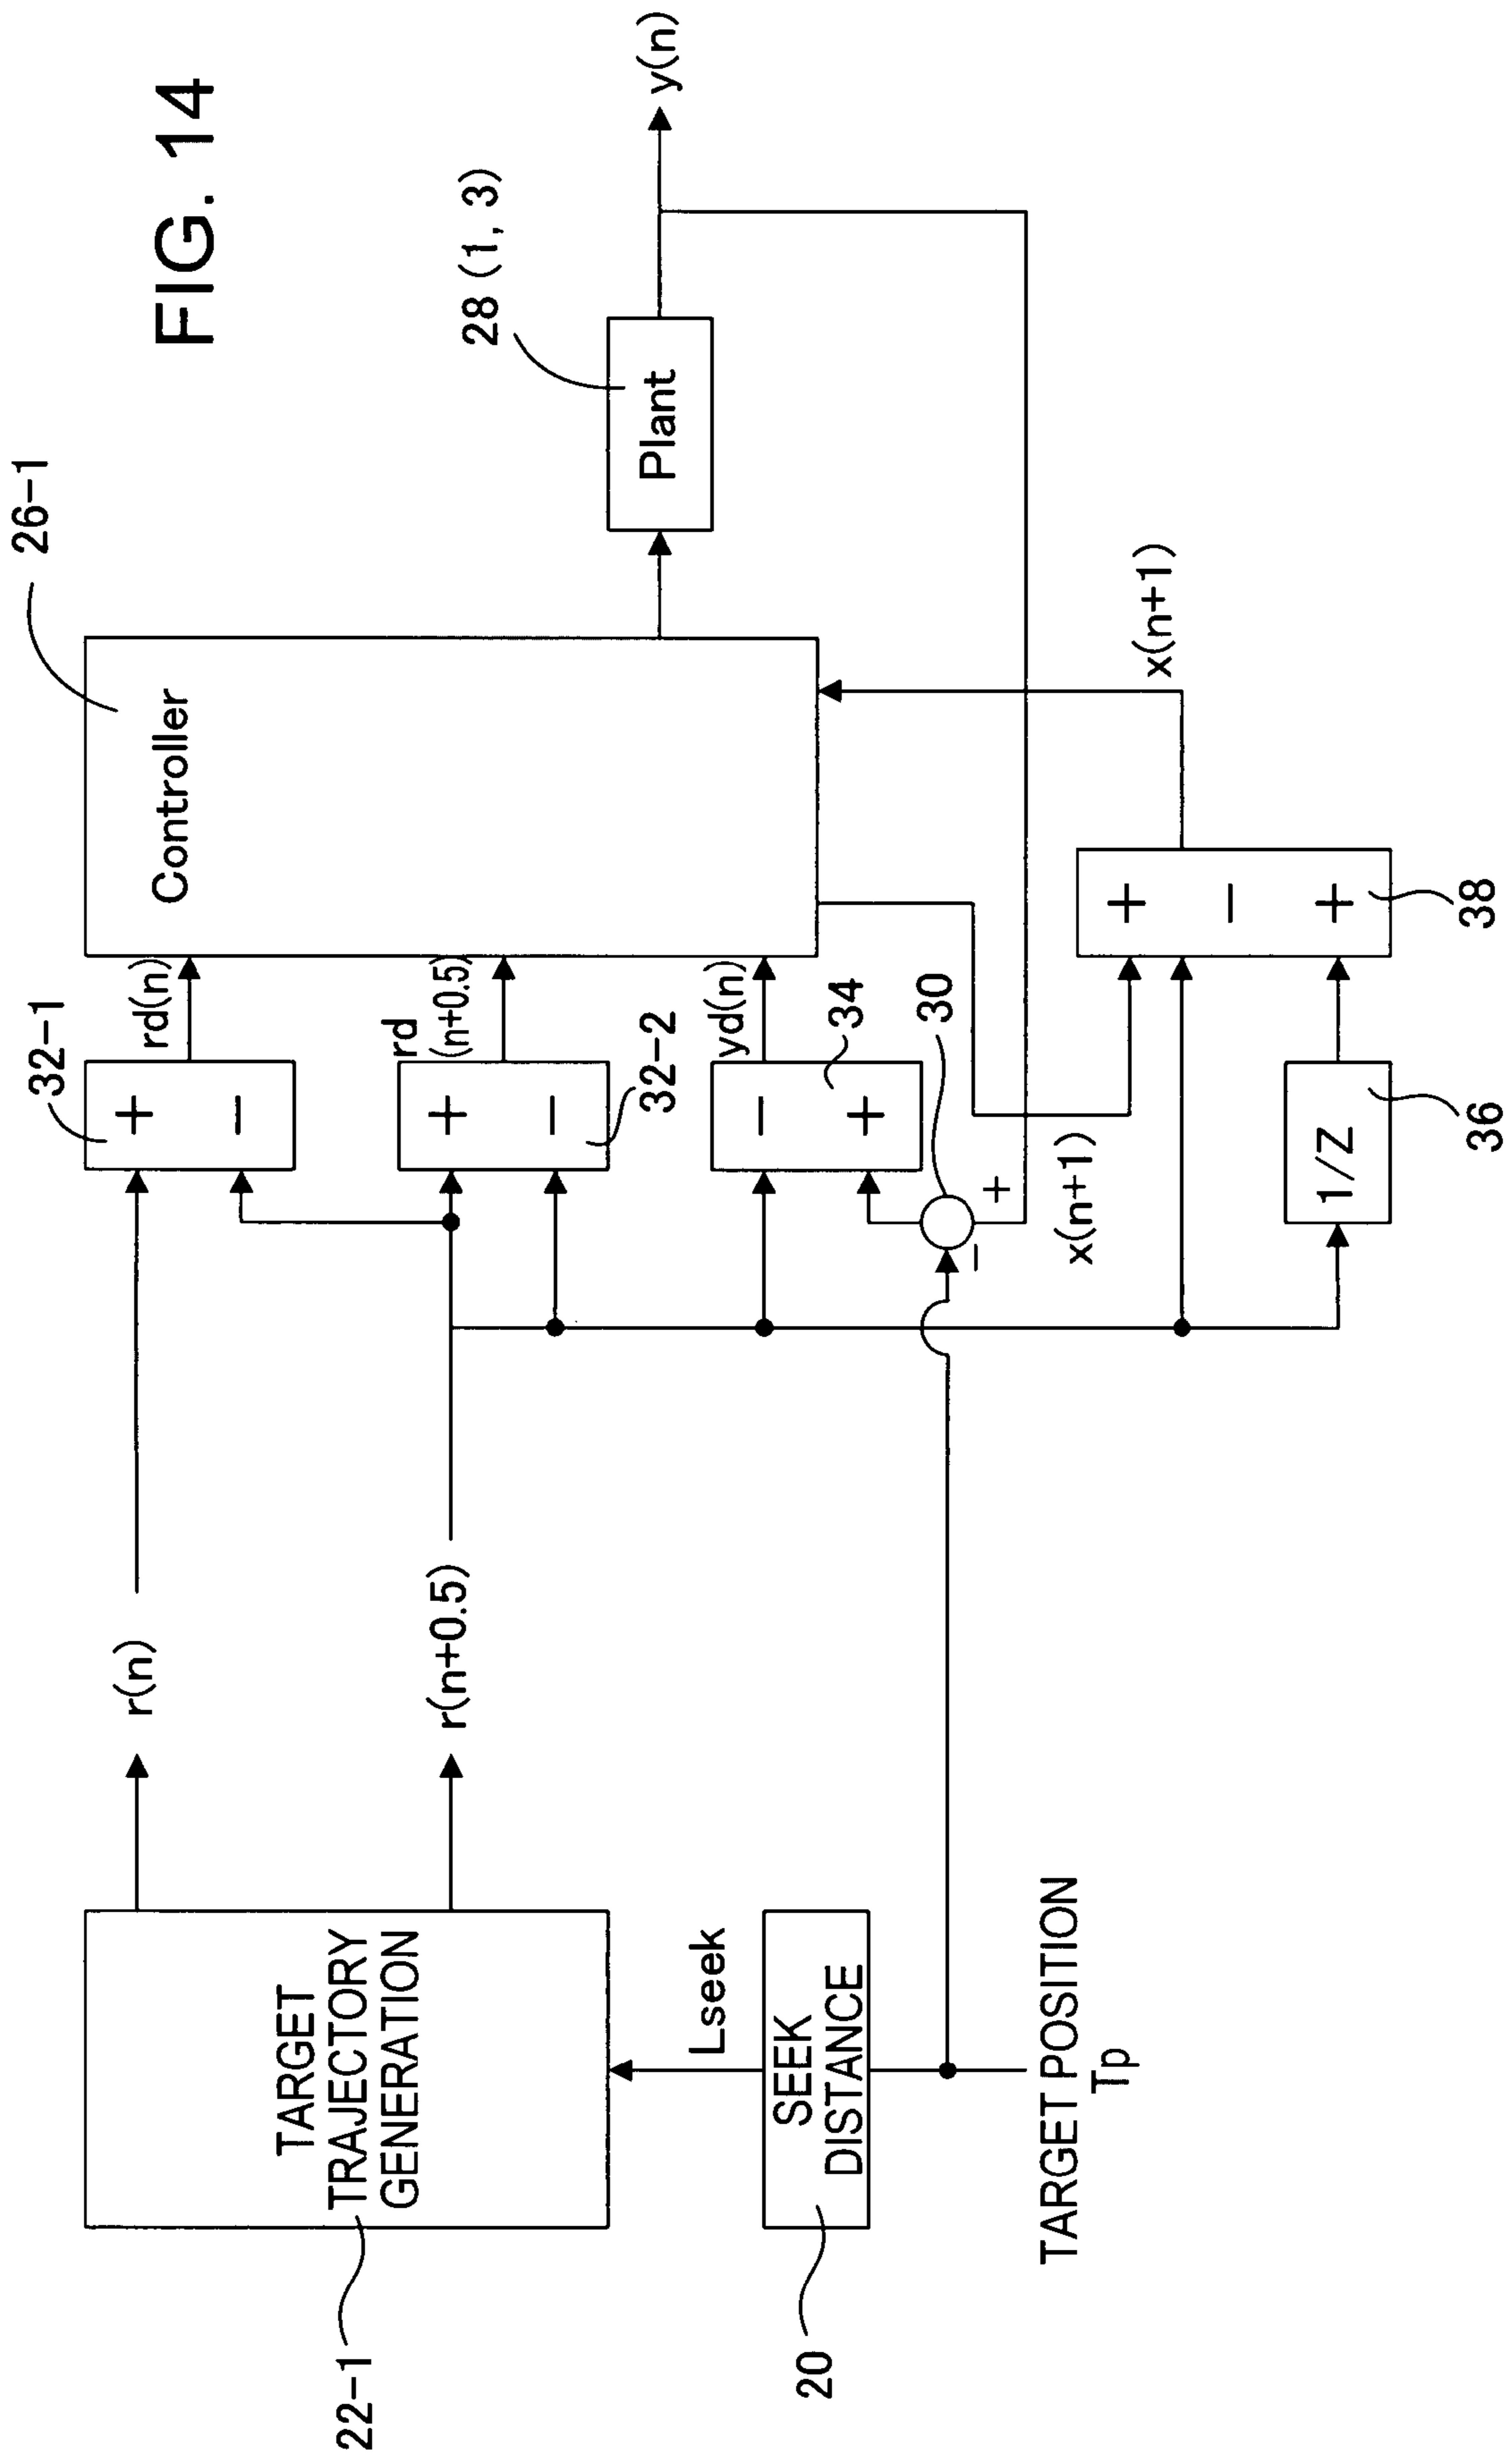 FIG. 14
22-1
TARGET
TRAJECTORY
GENERATION
r(n)
r(n+0.5)
Lseek
20
SEEK
DISTANCE
TARGET POSITION
Tp
32-1
+
−
rd(n)
+
−
32-2
rd
(n+0.5)
−
+
34
yd(n)
30
+
−
x(n+1)
1/Z
36
+
−
+
38
x(n+1)
26-1
Controller
28 (1, 3)
Plant
y(n)